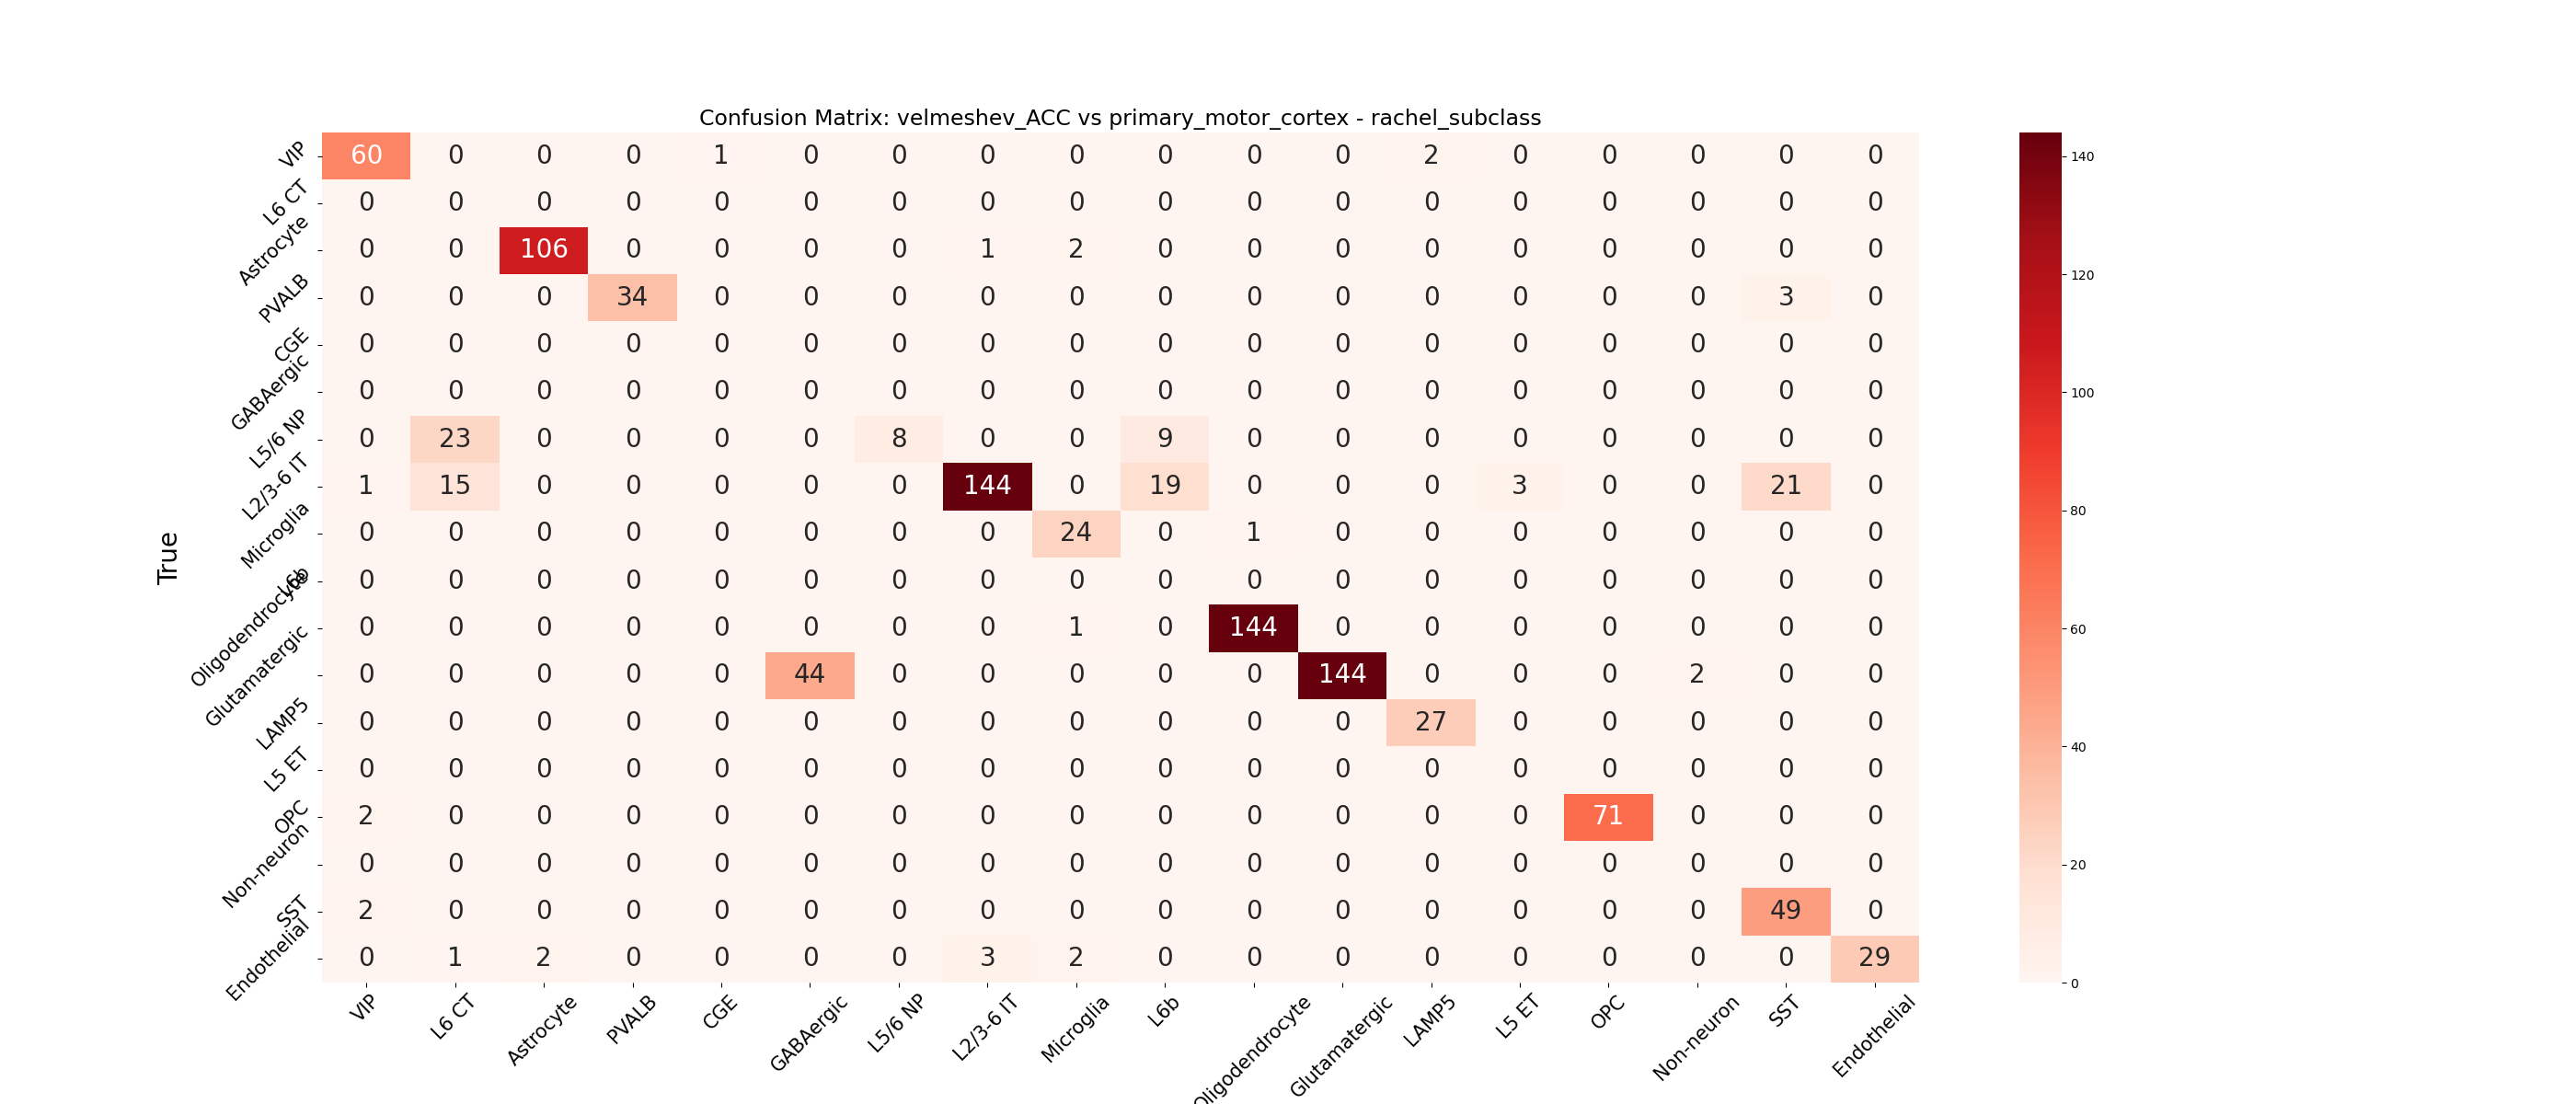 Confusion Matrix: velmeshev_ACC vs primary_motor_cortex - rachel_subclass
True
VIP 60 0 0 0 1 0 0 0 0 0 0 0 2 0 0 0 0 0
L6 CT 0 0 0 0 0 0 0 0 0 0 0 0 0 0 0 0 0 0
Astrocyte 0 0 106 0 0 0 0 1 2 0 0 0 0 0 0 0 0 0
PVALB 0 0 0 34 0 0 0 0 0 0 0 0 0 0 0 0 3 0
CGE 0 0 0 0 0 0 0 0 0 0 0 0 0 0 0 0 0 0
GABAergic 0 0 0 0 0 0 0 0 0 0 0 0 0 0 0 0 0 0
L5/6 NP 0 23 0 0 0 0 8 0 0 9 0 0 0 0 0 0 0 0
L2/3-6 IT 1 15 0 0 0 0 0 144 0 19 0 0 0 3 0 0 21 0
Microglia 0 0 0 0 0 0 0 0 24 0 1 0 0 0 0 0 0 0
L6b 0 0 0 0 0 0 0 0 0 0 0 0 0 0 0 0 0 0
Oligodendrocyte 0 0 0 0 0 0 0 0 1 0 144 0 0 0 0 0 0 0
Glutamatergic 0 0 0 0 0 44 0 0 0 0 0 144 0 0 0 2 0 0
LAMP5 0 0 0 0 0 0 0 0 0 0 0 0 27 0 0 0 0 0
L5 ET 0 0 0 0 0 0 0 0 0 0 0 0 0 0 0 0 0 0
OPC 2 0 0 0 0 0 0 0 0 0 0 0 0 0 71 0 0 0
Non-neuron 0 0 0 0 0 0 0 0 0 0 0 0 0 0 0 0 0 0
SST 2 0 0 0 0 0 0 0 0 0 0 0 0 0 0 0 49 0
Endothelial 0 1 2 0 0 0 0 3 2 0 0 0 0 0 0 0 0 29
VIP L6 CT Astrocyte PVALB CGE GABAergic L5/6 NP L2/3-6 IT Microglia L6b Oligodendrocyte Glutamatergic LAMP5 L5 ET OPC Non-neuron SST Endothelial
140
120
100
80
60
40
20
0